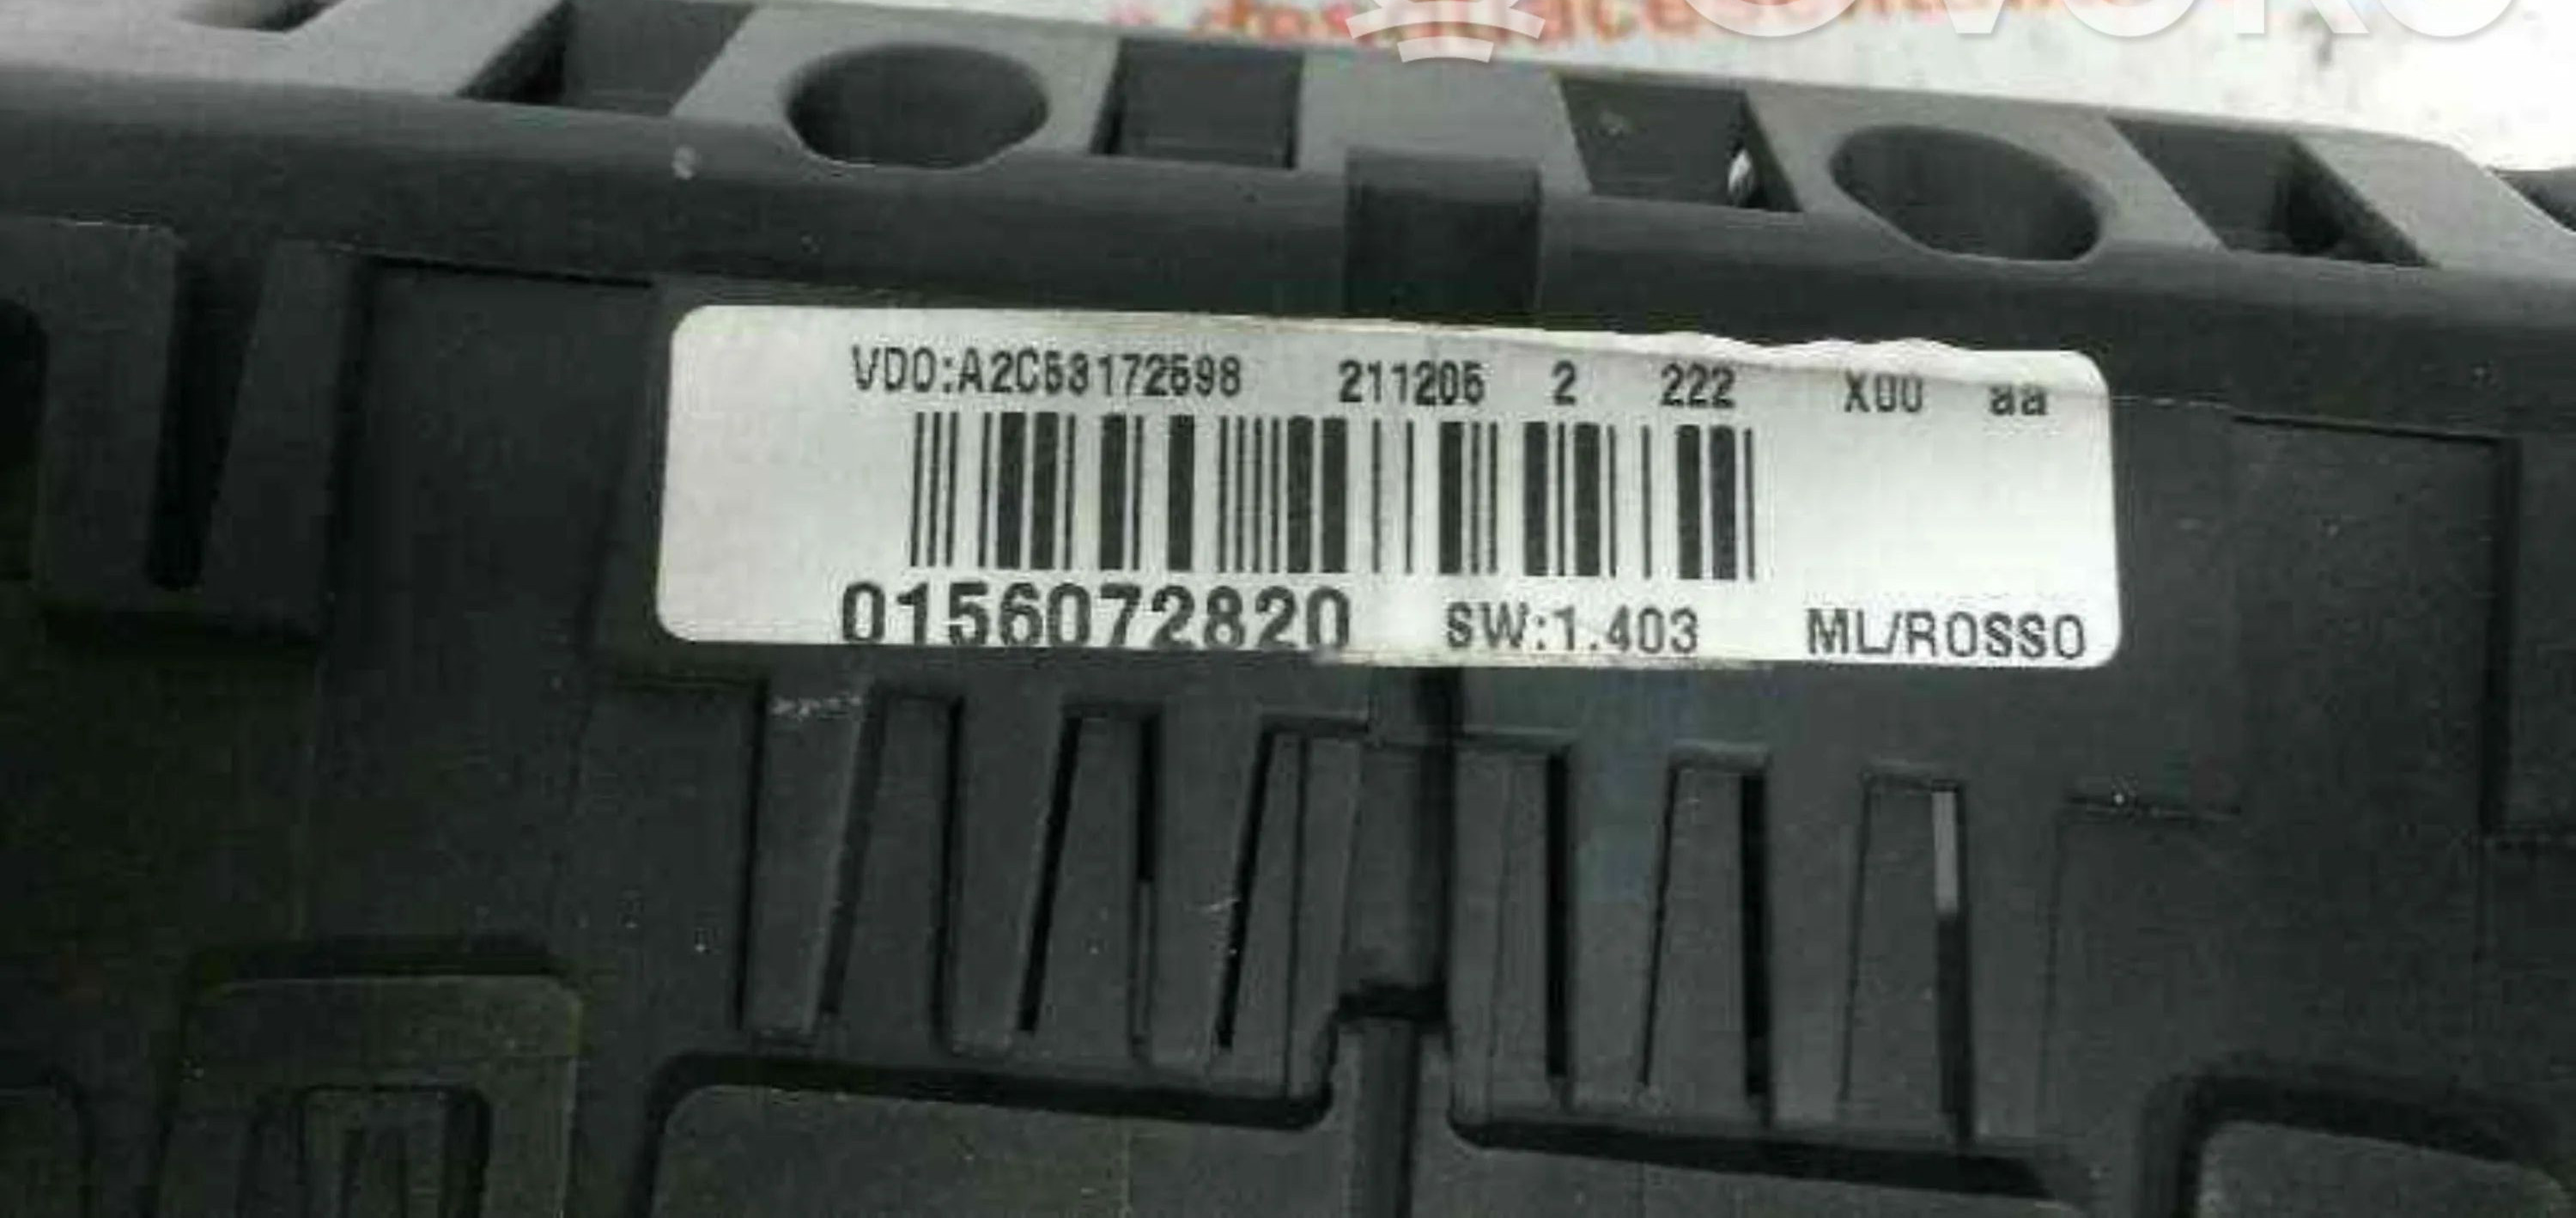 VDO:A2C53172598 211205 2 222 X00 aa
0156072820 SW:1.403 ML/ROSSO